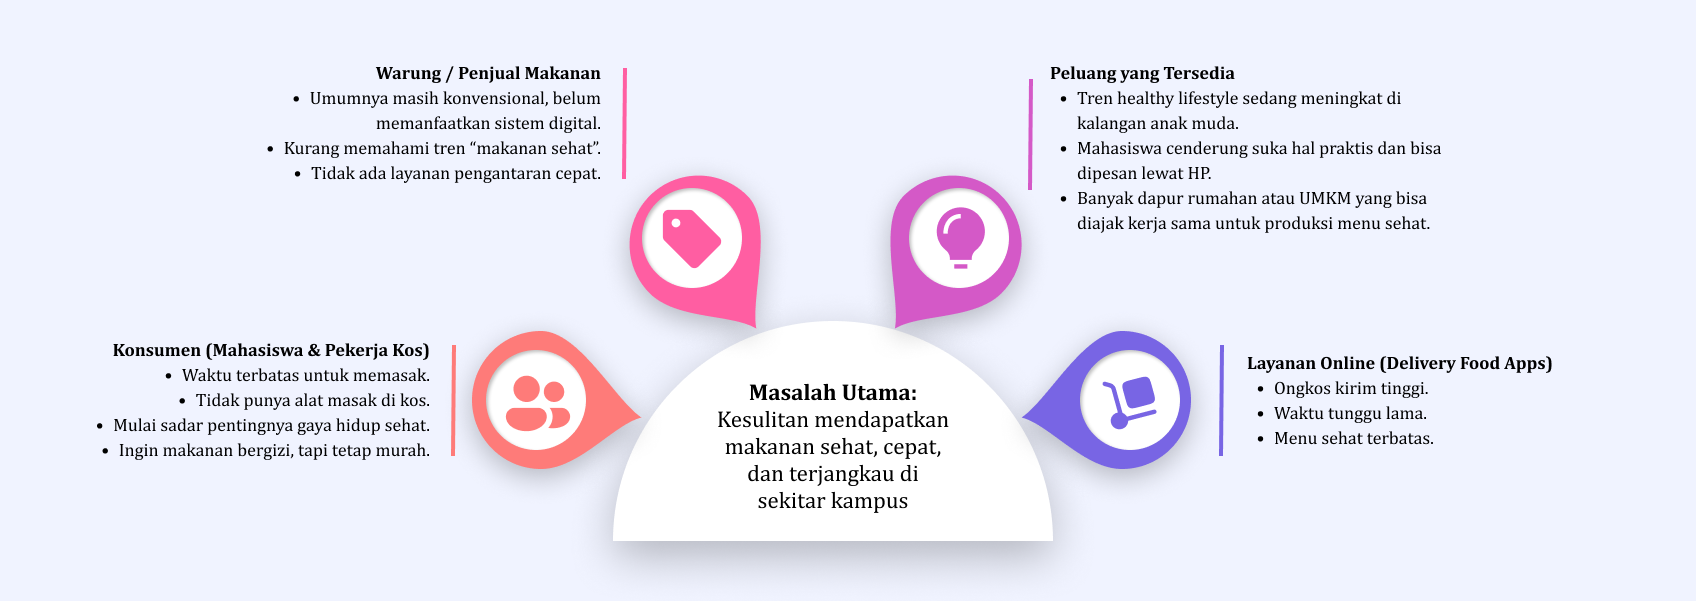 Warung / Penjual Makanan
• Umumnya masih konvensional, belum
memanfaatkan sistem digital.
• Kurang memahami tren “makanan sehat”.
• Tidak ada layanan pengantaran cepat.
Peluang yang Tersedia
• Tren healthy lifestyle sedang meningkat di
kalangan anak muda.
• Mahasiswa cenderung suka hal praktis dan bisa
dipesan lewat HP.
• Banyak dapur rumahan atau UMKM yang bisa
diajak kerja sama untuk produksi menu sehat.
Konsumen (Mahasiswa & Pekerja Kos)
• Waktu terbatas untuk memasak.
• Tidak punya alat masak di kos.
• Mulai sadar pentingnya gaya hidup sehat.
• Ingin makanan bergizi, tapi tetap murah.
Masalah Utama:
Kesulitan mendapatkan
makanan sehat, cepat,
dan terjangkau di
sekitar kampus
Layanan Online (Delivery Food Apps)
• Ongkos kirim tinggi.
• Waktu tunggu lama.
• Menu sehat terbatas.